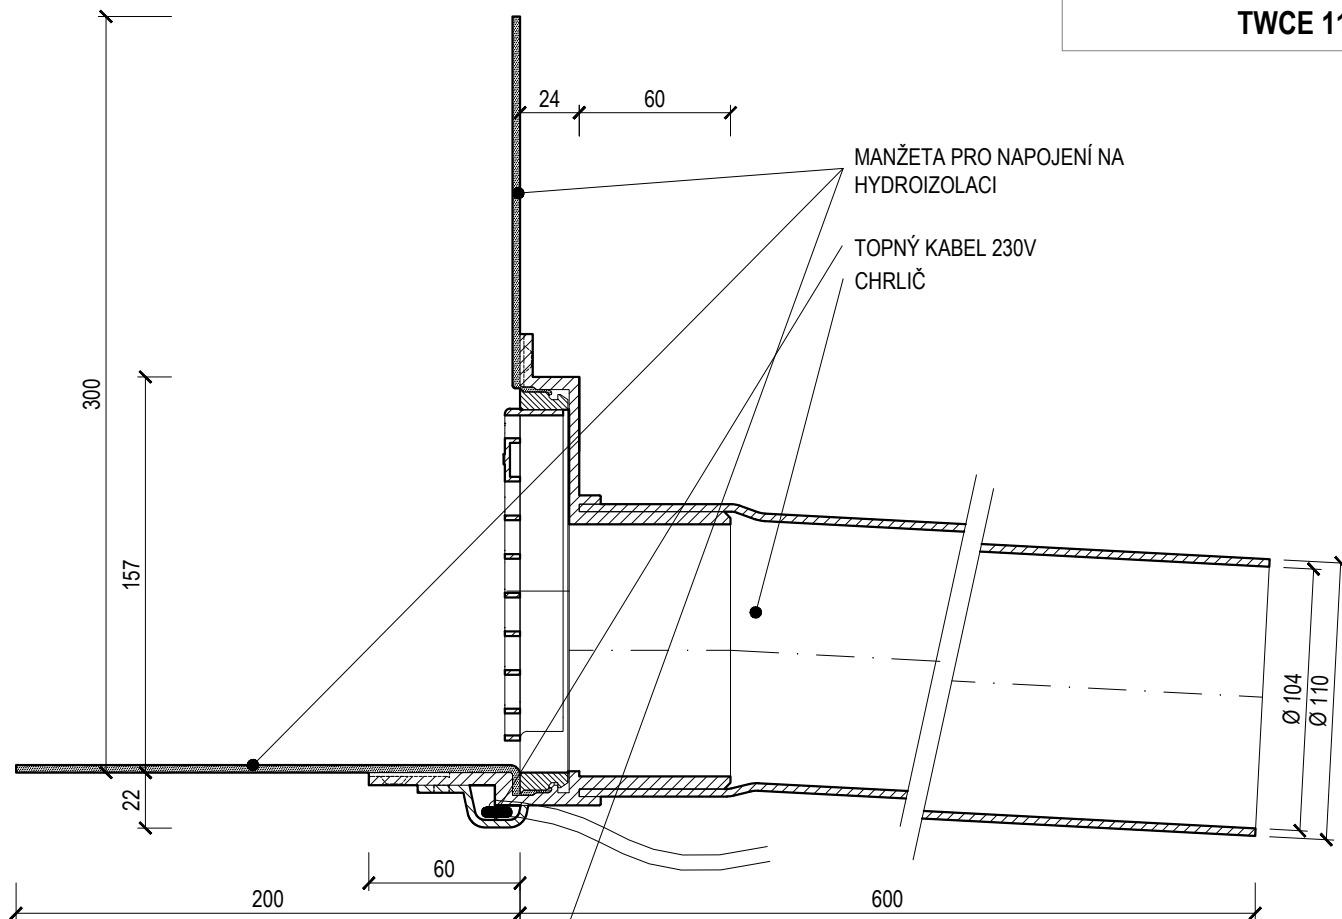 TWCE 11
24
60
MANŽETA PRO NAPOJENÍ NA
HYDROIZOLACI
TOPNÝ KABEL 230V
CHRLIČ
300
157
22
Ø 104
Ø 110
60
200
600